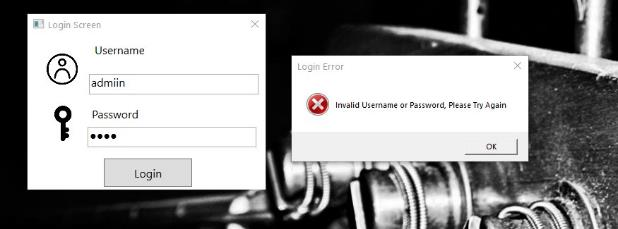 Login Screen
Username
admiin
Password
••••
Login
Login Error
Invalid Username or Password, Please Try Again
OK